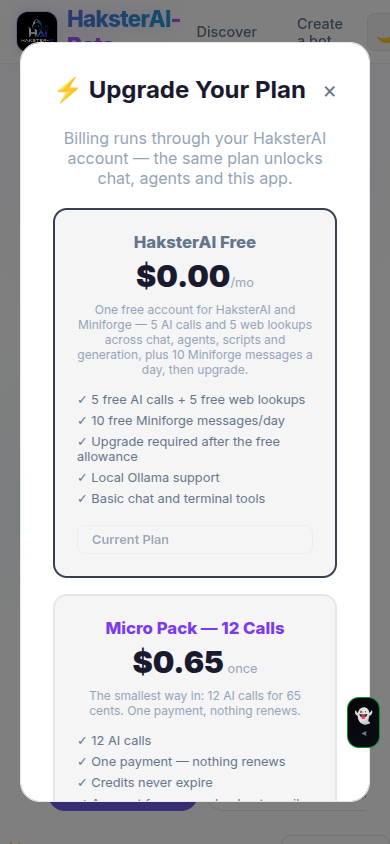 HaksterAI-
Bots
Discover
Create
a bot
⚡ Upgrade Your Plan
×
Billing runs through your HaksterAI
account — the same plan unlocks
chat, agents and this app.
HaksterAI Free
$0.00/mo
One free account for HaksterAI and
Miniforge — 5 AI calls and 5 web lookups
across chat, agents, scripts and
generation, plus 10 Miniforge messages a
day, then upgrade.
✓ 5 free AI calls + 5 free web lookups
✓ 10 free Miniforge messages/day
✓ Upgrade required after the free
allowance
✓ Local Ollama support
✓ Basic chat and terminal tools
Current Plan
Micro Pack — 12 Calls
$0.65 once
The smallest way in: 12 AI calls for 65
cents. One payment, nothing renews.
✓ 12 AI calls
✓ One payment — nothing renews
✓ Credits never expire